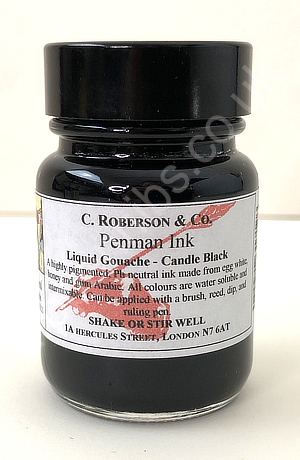 C. ROBERSON & CO.
Penman Ink
Liquid Gouache - Candle Black
A highly pigmented, Ph neutral ink made from egg white,
honey and gum Arabic. All colours are water soluble and
intermixable. Can be applied with a brush, reed, dip, and
ruling pen.
SHAKE OR STIR WELL
1A HERCULES STREET, LONDON N7 6AT